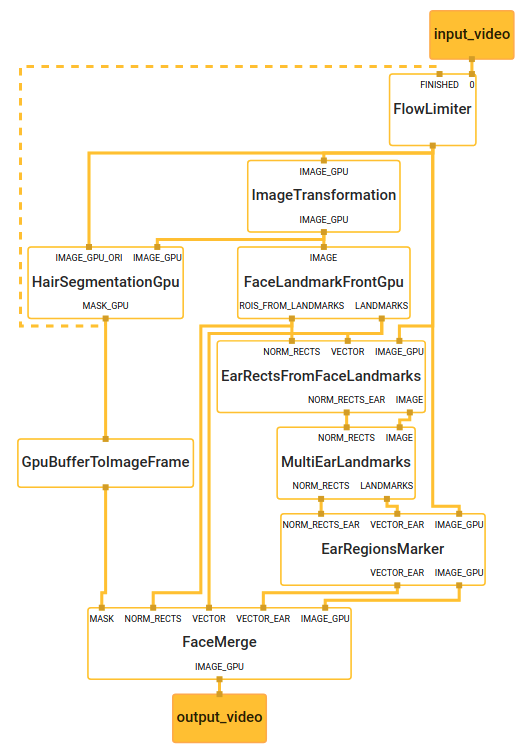 input_video
FINISHED 0
FlowLimiter
IMAGE_GPU
ImageTransformation
IMAGE_GPU
IMAGE_GPU_ORI IMAGE_GPU
HairSegmentationGpu
MASK_GPU
IMAGE
FaceLandmarkFrontGpu
ROIS_FROM_LANDMARKS LANDMARKS
NORM_RECTS VECTOR IMAGE_GPU
EarRectsFromFaceLandmarks
NORM_RECTS_EAR IMAGE
NORM_RECTS IMAGE
MultiEarLandmarks
NORM_RECTS LANDMARKS
GpuBufferToImageFrame
NORM_RECTS_EAR VECTOR_EAR IMAGE_GPU
EarRegionsMarker
VECTOR_EAR IMAGE_GPU
MASK NORM_RECTS VECTOR VECTOR_EAR IMAGE_GPU
FaceMerge
IMAGE_GPU
output_video